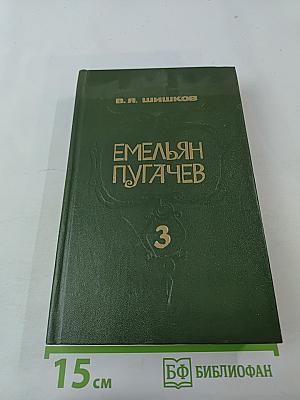 В. Я. ШИШКОВ
ЕМЕЛЬЯН
ПУГАЧЕВ
3
15 см
БФ БИБЛИОФАН